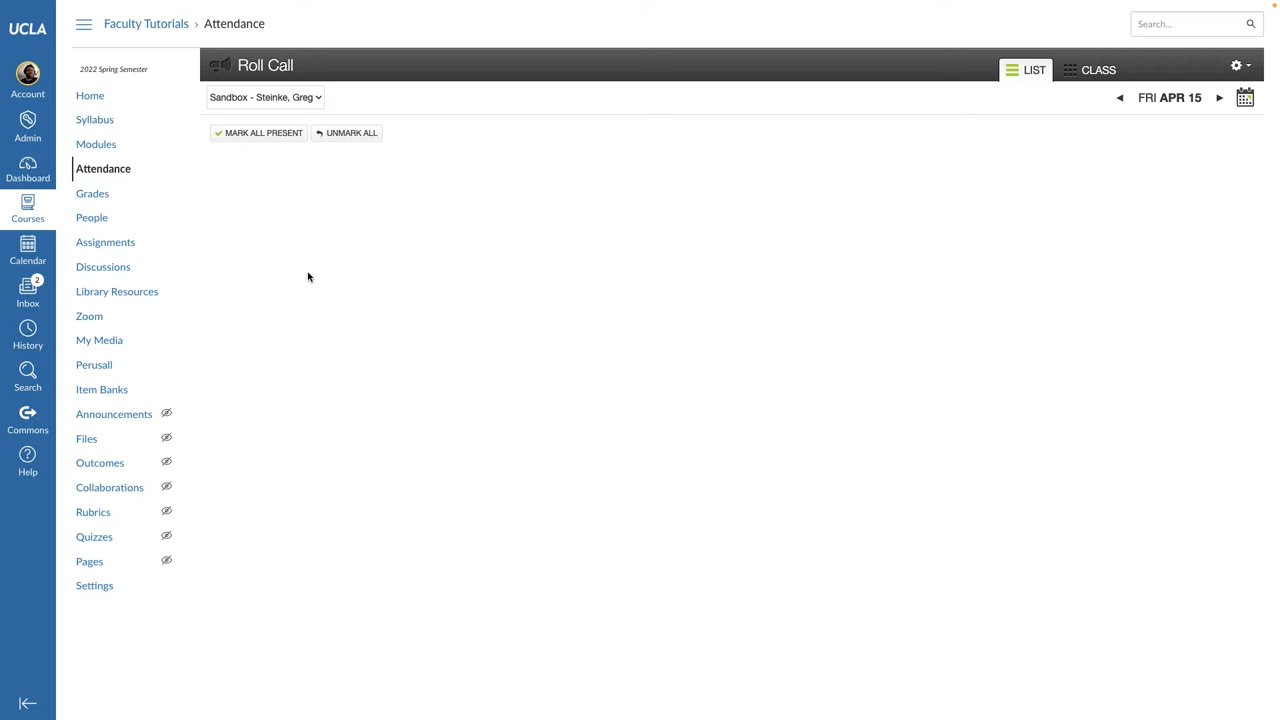 UCLA
Account
Admin
Dashboard
Courses
Calendar
2
Inbox
History
Search
Commons
Help
Faculty Tutorials › Attendance
Search...
2022 Spring Semester
Home
Syllabus
Modules
Attendance
Grades
People
Assignments
Discussions
Library Resources
Zoom
My Media
Perusall
Item Banks
Announcements
Files
Outcomes
Collaborations
Rubrics
Quizzes
Pages
Settings
Roll Call
LIST
CLASS
Sandbox - Steinke, Greg
FRI APR 15
MARK ALL PRESENT
UNMARK ALL